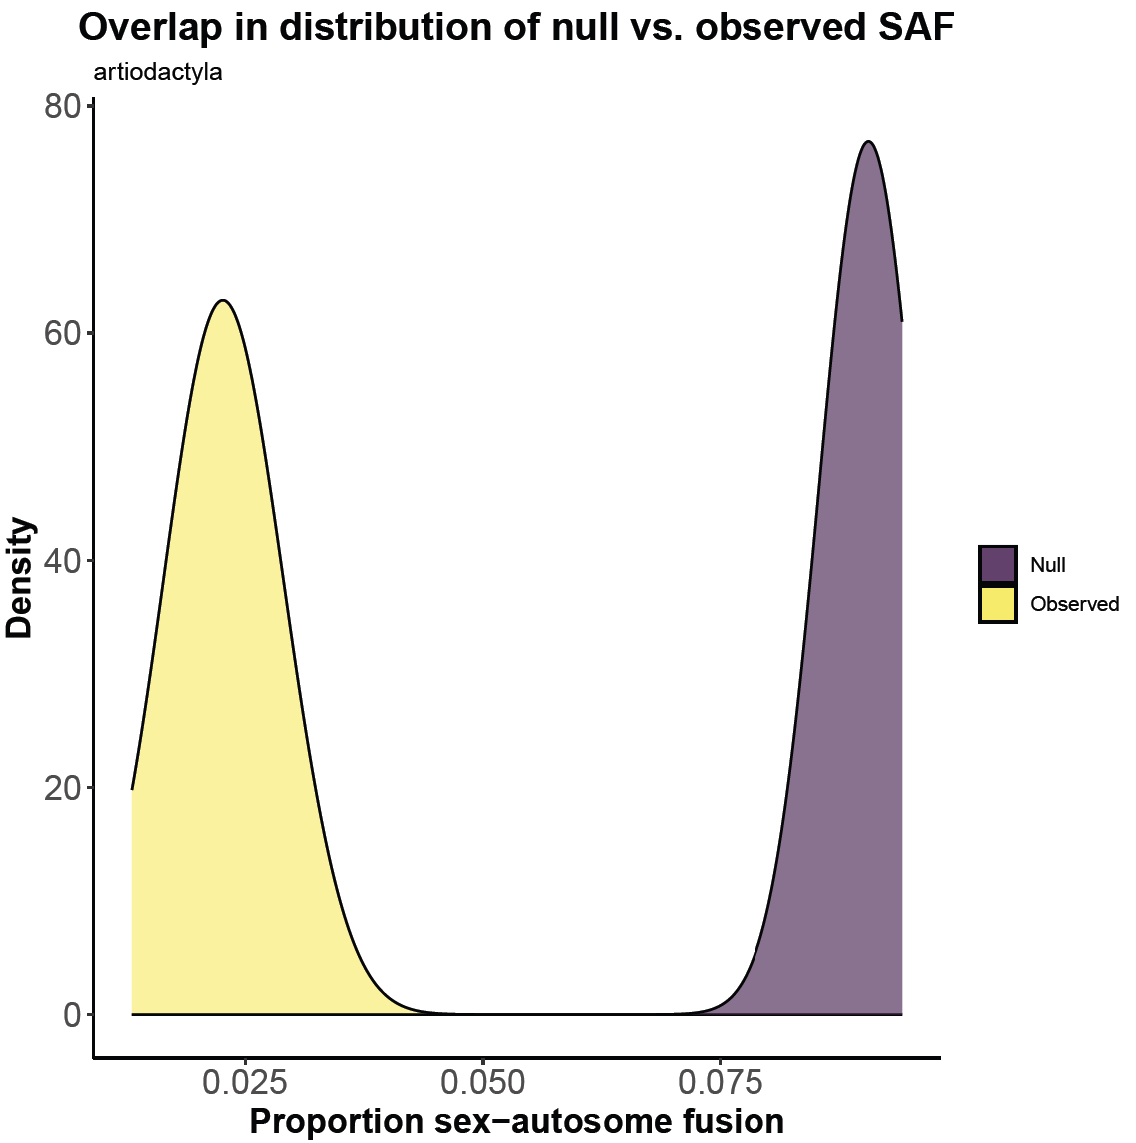 Overlap in distribution of null vs. observed SAF
artiodactyla
80
60
40
20
0
Density
0.025 0.050 0.075
Proportion sex−autosome fusion
Null
Observed